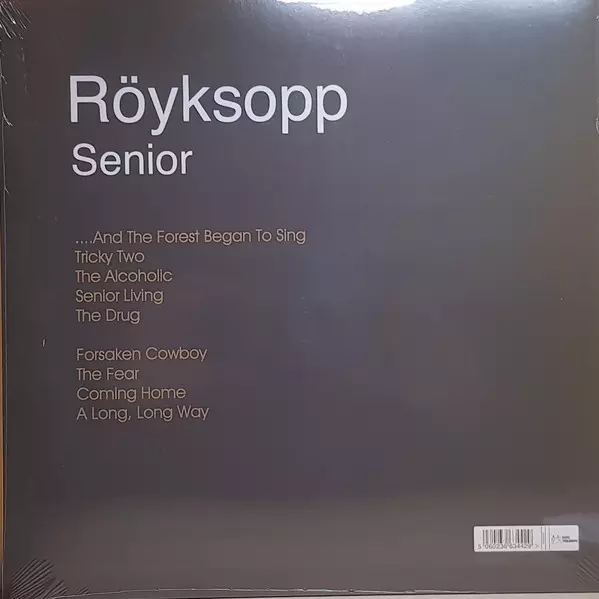 Röyksopp
Senior
....And The Forest Began To Sing
Tricky Two
The Alcoholic
Senior Living
The Drug
Forsaken Cowboy
The Fear
Coming Home
A Long, Long Way